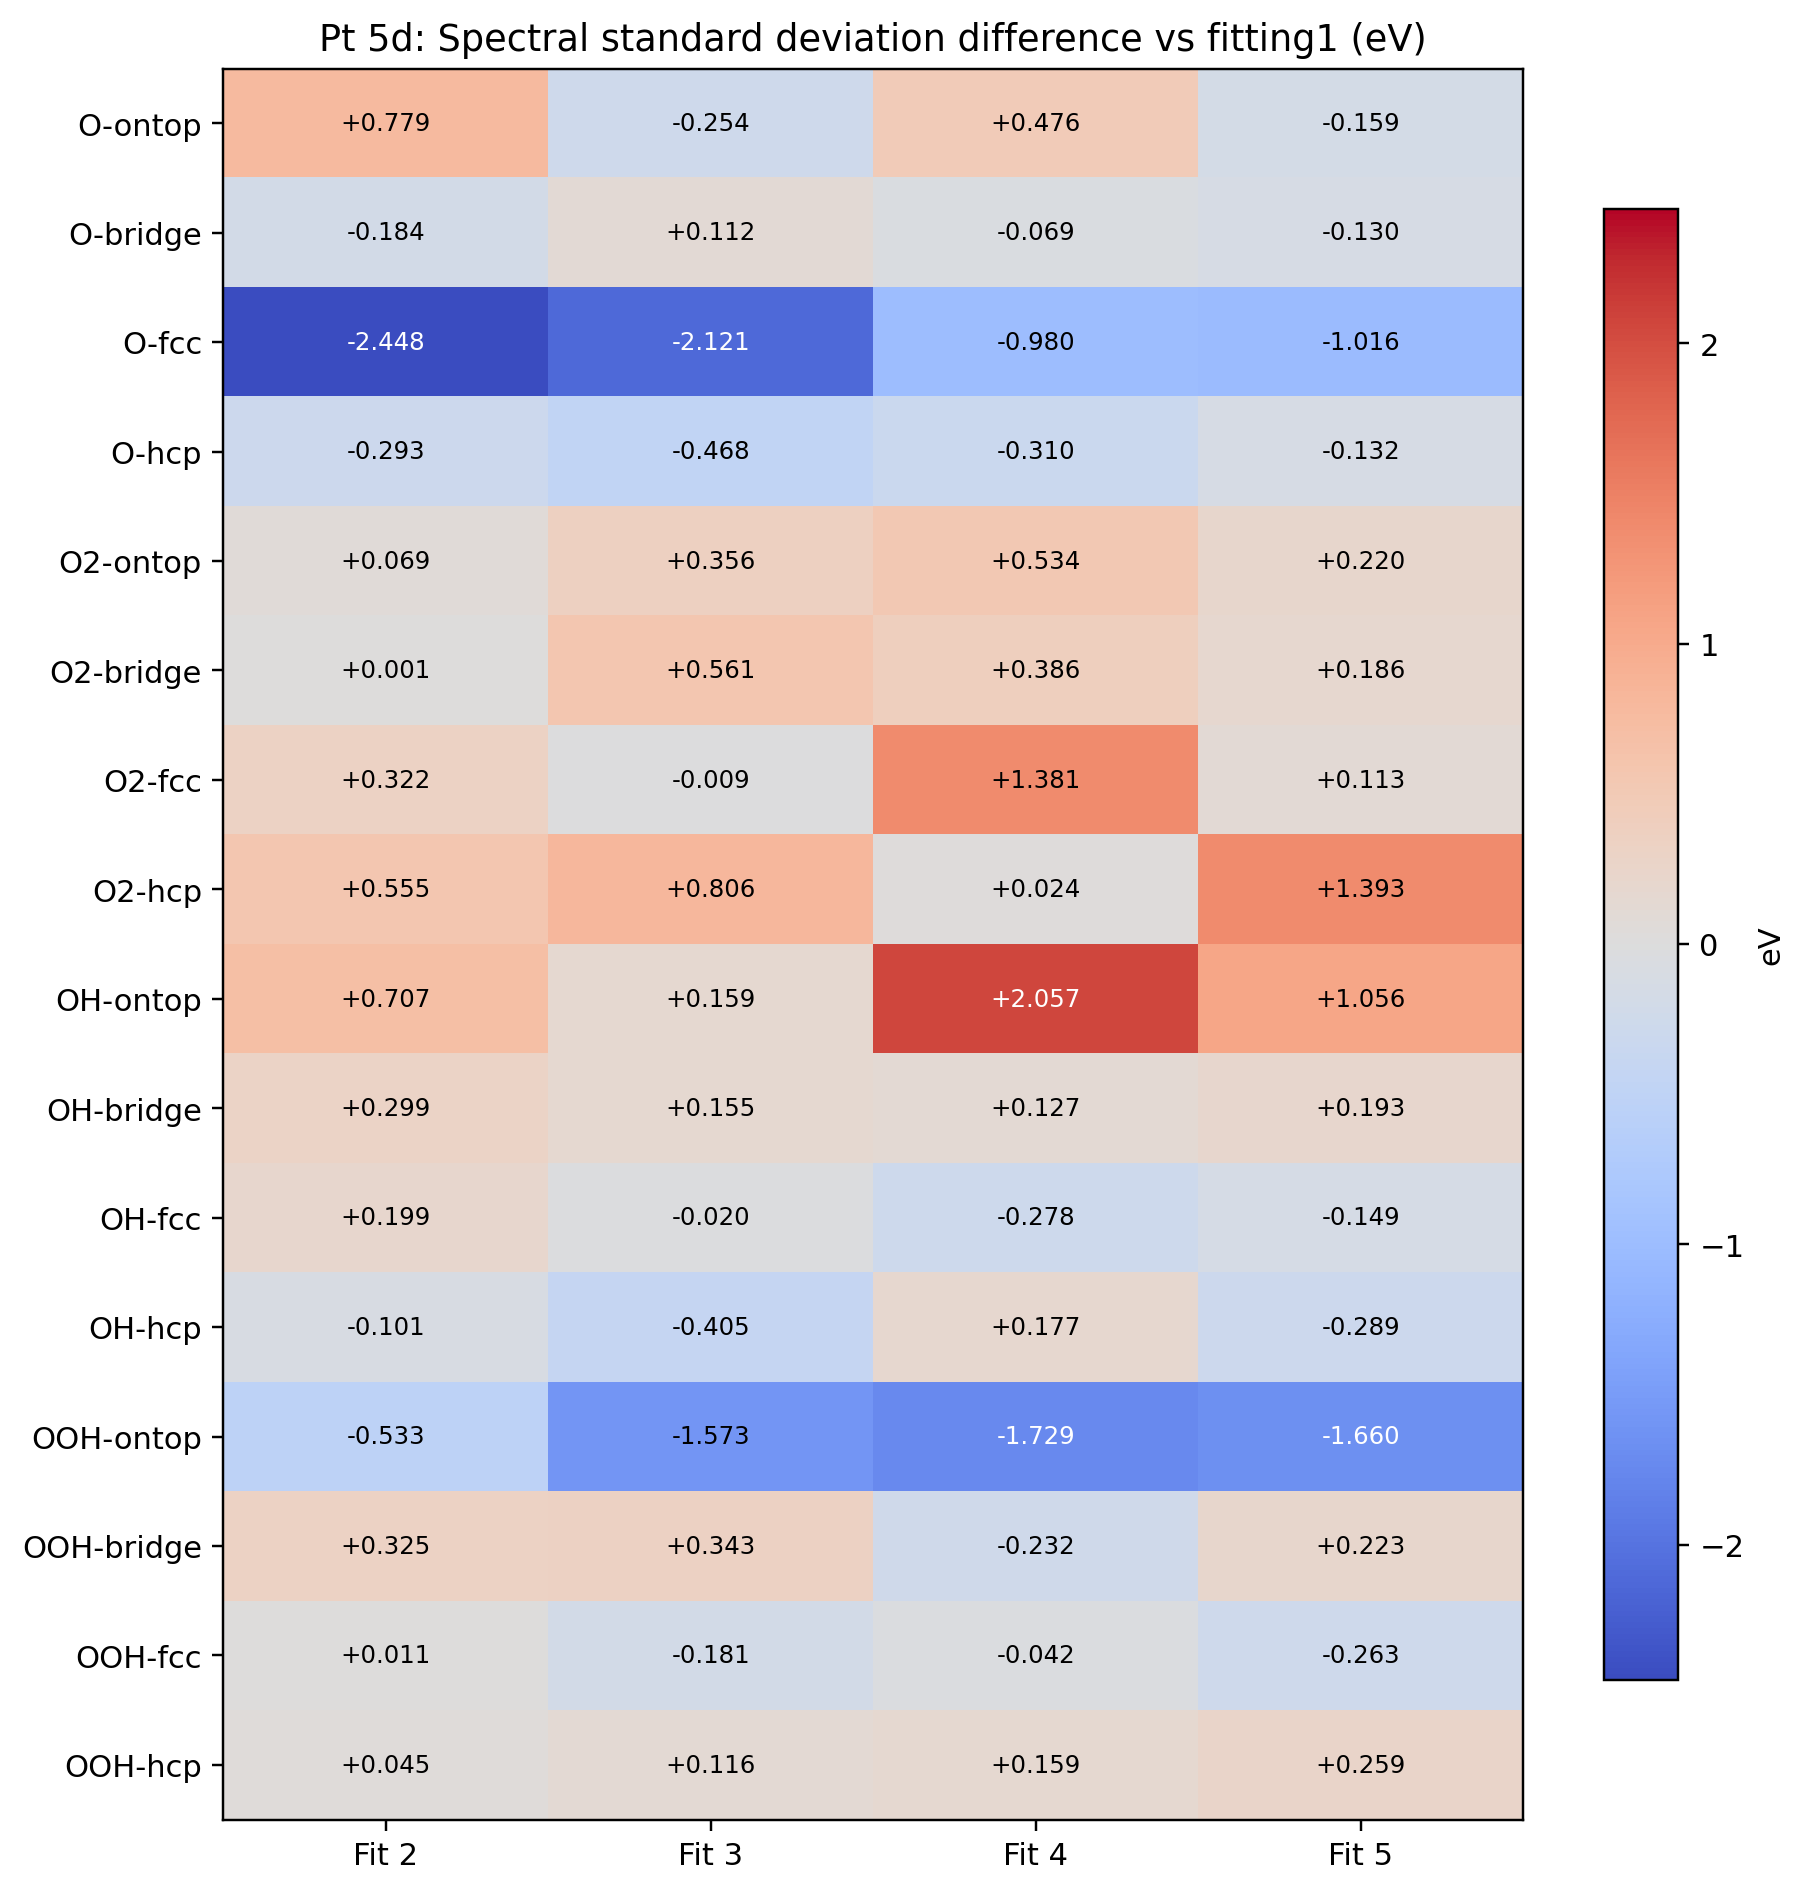 Pt 5d: Spectral standard deviation difference vs fitting1 (eV)
O-ontop +0.779 -0.254 +0.476 -0.159
O-bridge -0.184 +0.112 -0.069 -0.130
O-fcc -2.448 -2.121 -0.980 -1.016
O-hcp -0.293 -0.468 -0.310 -0.132
O2-ontop +0.069 +0.356 +0.534 +0.220
O2-bridge +0.001 +0.561 +0.386 +0.186
O2-fcc +0.322 -0.009 +1.381 +0.113
O2-hcp +0.555 +0.806 +0.024 +1.393
OH-ontop +0.707 +0.159 +2.057 +1.056
OH-bridge +0.299 +0.155 +0.127 +0.193
OH-fcc +0.199 -0.020 -0.278 -0.149
OH-hcp -0.101 -0.405 +0.177 -0.289
OOH-ontop -0.533 -1.573 -1.729 -1.660
OOH-bridge +0.325 +0.343 -0.232 +0.223
OOH-fcc +0.011 -0.181 -0.042 -0.263
OOH-hcp +0.045 +0.116 +0.159 +0.259
Fit 2 Fit 3 Fit 4 Fit 5
2
1
0
−1
−2
eV